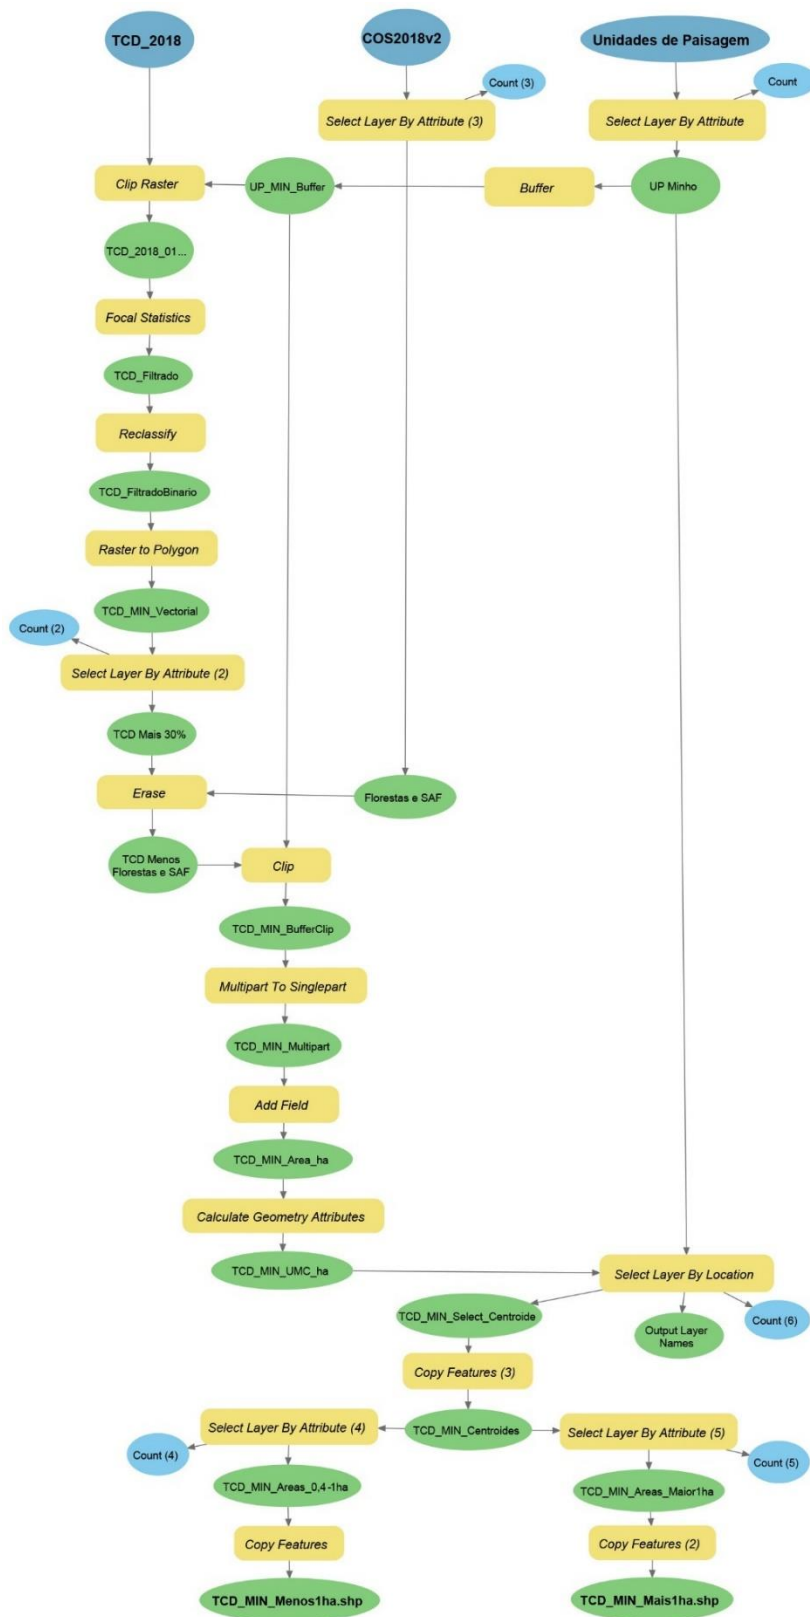 TCD_2018
COS2018v2
Unidades de Paisagem
Count (3)
Count
Select Layer By Attribute (3)
Select Layer By Attribute
Clip Raster
UP_MIN_Buffer
Buffer
UP Minho
TCD_2018_01...
Focal Statistics
TCD_Filtrado
Reclassify
TCD_FiltradoBinario
Raster to Polygon
TCD_MIN_Vectorial
Count (2)
Select Layer By Attribute (2)
TCD Mais 30%
Erase
Florestas e SAF
TCD Menos
Florestas e SAF
Clip
TCD_MIN_BufferClip
Multipart To Singlepart
TCD_MIN_Multipart
Add Field
TCD_MIN_Area_ha
Calculate Geometry Attributes
TCD_MIN_UMC_ha
Select Layer By Location
TCD_MIN_Select_Centroide
Output Layer
Names
Count (6)
Copy Features (3)
Select Layer By Attribute (4)
TCD_MIN_Centroides
Select Layer By Attribute (5)
Count (4)
Count (5)
TCD_MIN_Areas_0,4-1ha
TCD_MIN_Areas_Maior1ha
Copy Features
Copy Features (2)
TCD_MIN_Menos1ha.shp
TCD_MIN_Mais1ha.shp